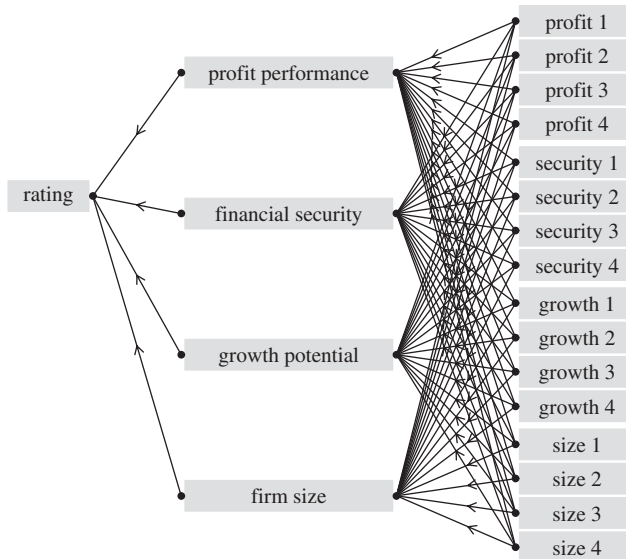 rating
profit performance
financial security
growth potential
firm size
profit 1
profit 2
profit 3
profit 4
security 1
security 2
security 3
security 4
growth 1
growth 2
growth 3
growth 4
size 1
size 2
size 3
size 4